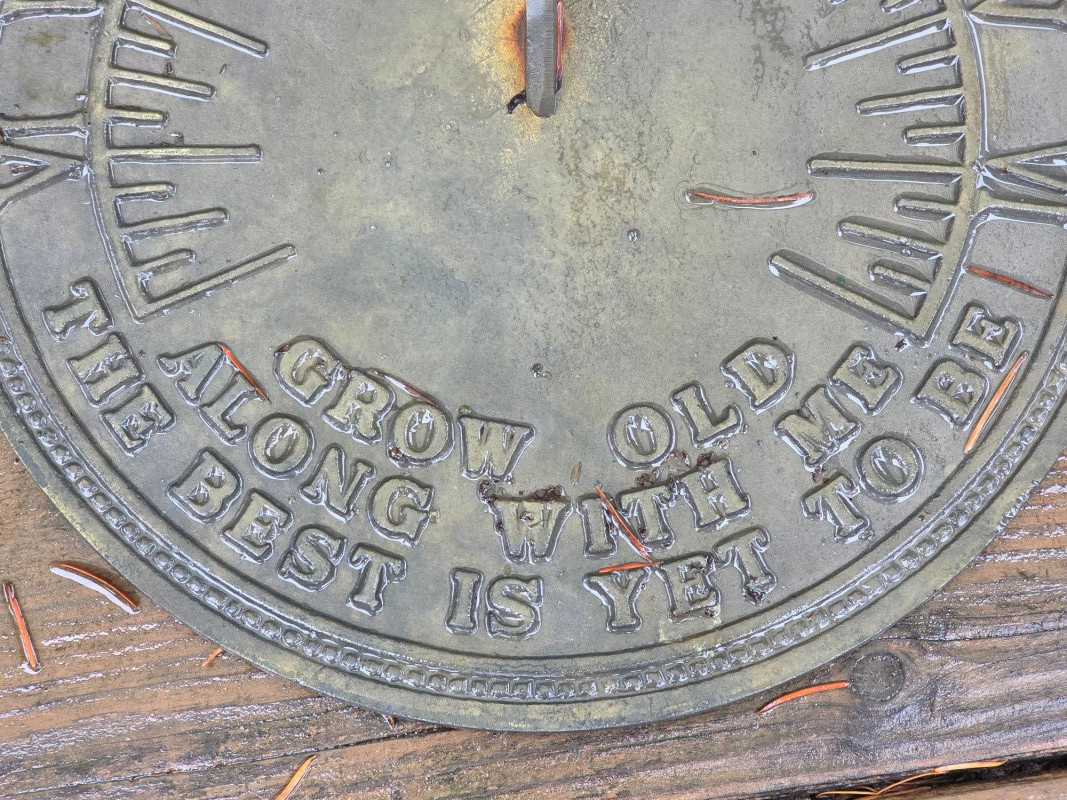 GROW OLD
ALONG WITH ME
THE BEST IS YET TO BE